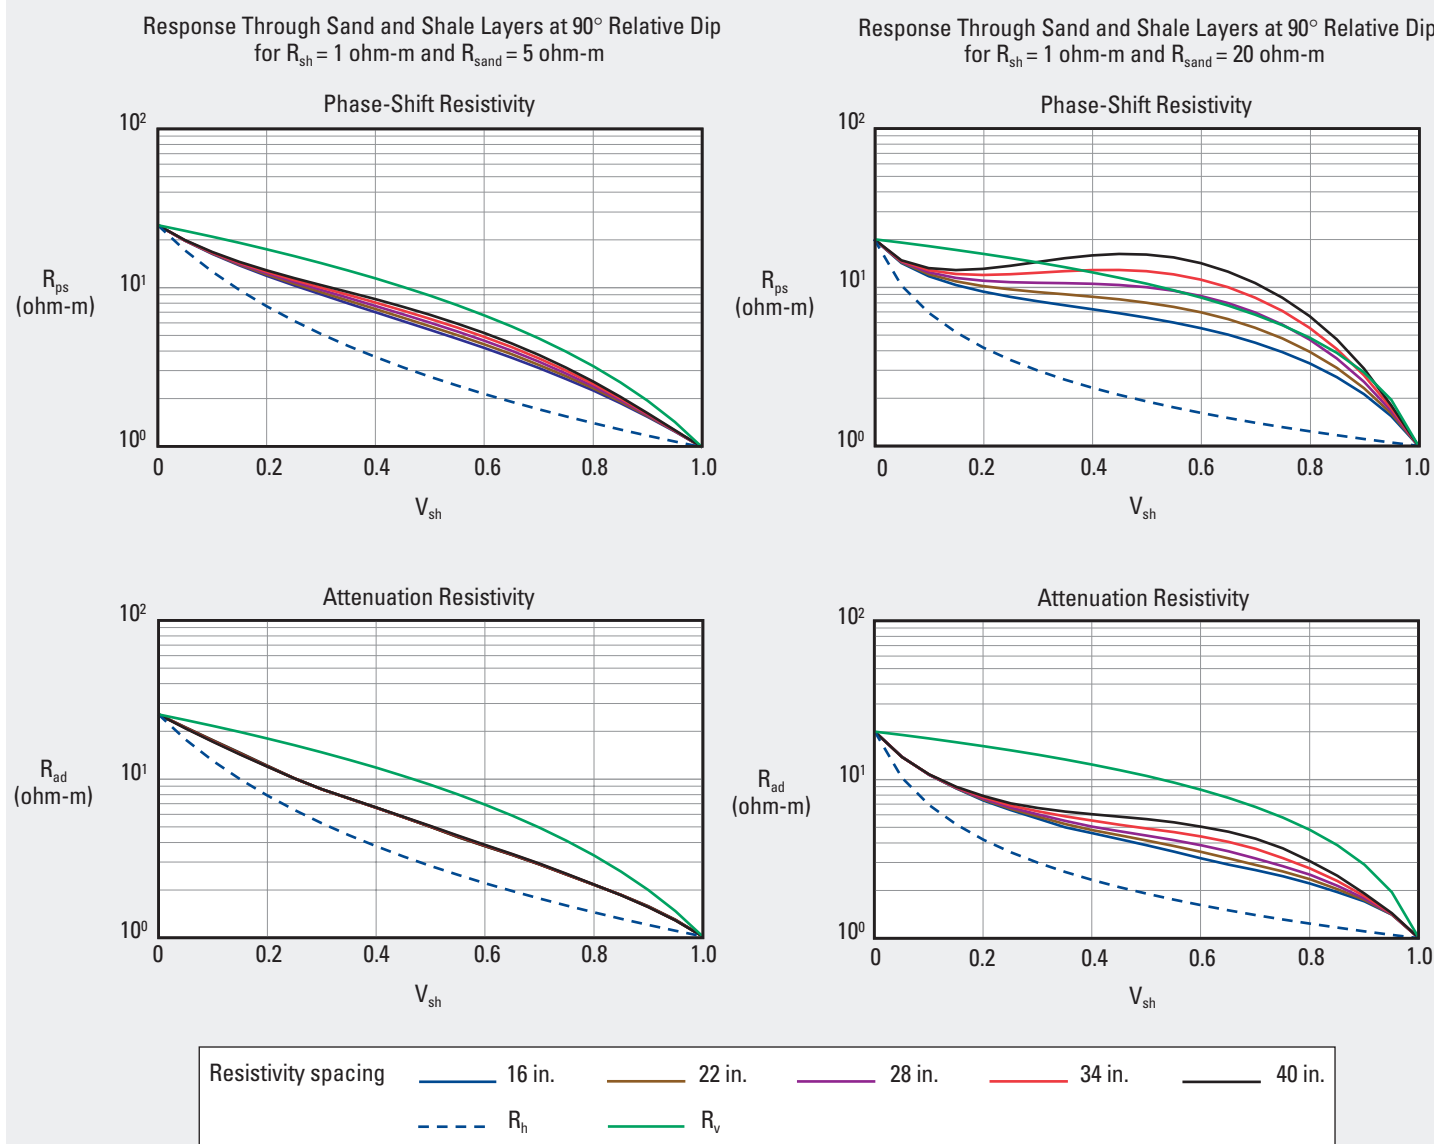 Response Through Sand and Shale Layers at 90° Relative Dip
for Rsh = 1 ohm-m and Rsand = 5 ohm-m
Phase-Shift Resistivity
10²
10¹
10⁰
Rps
(ohm-m)
0 0.2 0.4 0.6 0.8 1.0
Vsh
Response Through Sand and Shale Layers at 90° Relative Dip
for Rsh = 1 ohm-m and Rsand = 20 ohm-m
Phase-Shift Resistivity
10²
10¹
10⁰
Rps
(ohm-m)
0 0.2 0.4 0.6 0.8 1.0
Vsh
Attenuation Resistivity
10²
10¹
10⁰
Rad
(ohm-m)
0 0.2 0.4 0.6 0.8 1.0
Vsh
Attenuation Resistivity
10²
10¹
10⁰
Rad
(ohm-m)
0 0.2 0.4 0.6 0.8 1.0
Vsh
Resistivity spacing 16 in. 22 in. 28 in. 34 in. 40 in.
Rh Rv